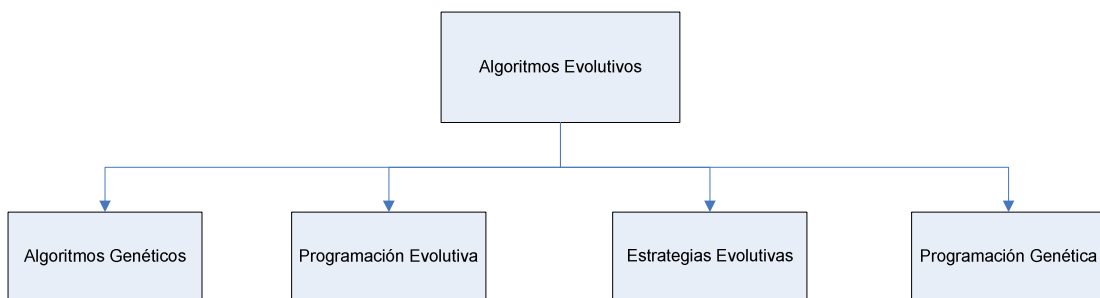 Algoritmos Evolutivos
Algoritmos Genéticos
Programación Evolutiva
Estrategias Evolutivas
Programación Genética